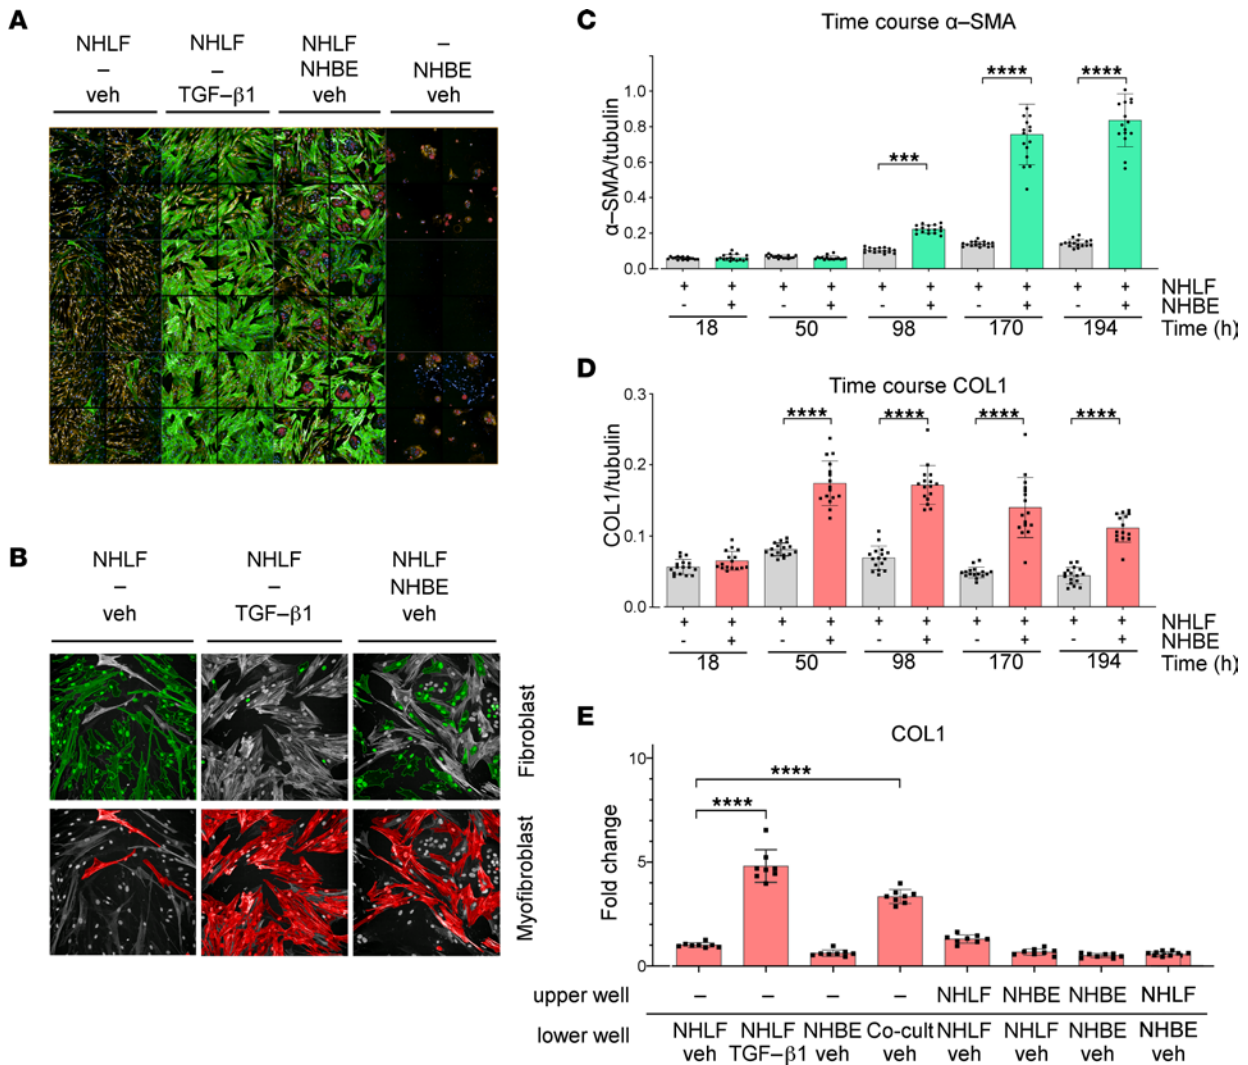 A
NHLF NHLF NHLF –
– – NHBE NHBE
veh TGF–β1 veh veh
B
NHLF NHLF NHLF
– – NHBE
veh TGF–β1 veh
Fibroblast
Myofibroblast
C
Time course α–SMA
α–SMA/tubulin
1.0
0.8
0.6
0.4
0.2
0.0
*** **** ****
+ + + + + + + + + + NHLF
- + - + - + - + - + NHBE
18 50 98 170 194 Time (h)
D
Time course COL1
COL1/tubulin
0.3
0.2
0.1
0.0
**** **** **** ****
+ + + + + + + + + + NHLF
- + - + - + - + - + NHBE
18 50 98 170 194 Time (h)
E
COL1
Fold change
10
5
0
****
****
upper well – – – – NHLF NHBE NHBE NHLF
lower well NHLF NHLF NHBE Co-cult NHLF NHLF NHBE NHBE
veh TGF–β1 veh veh veh veh veh veh